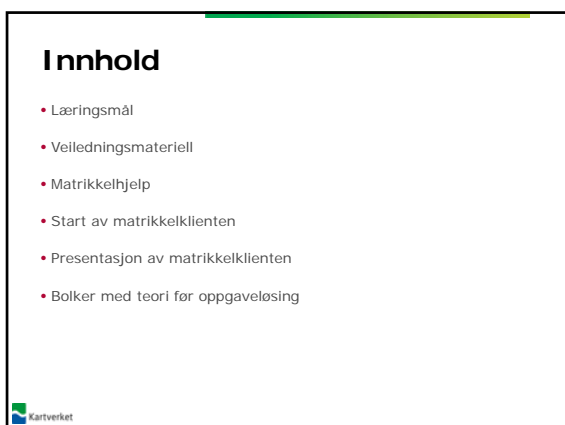 Innhold
• Læringsmål
• Veiledningsmateriell
• Matrikkelhjelp
• Start av matrikkelklienten
• Presentasjon av matrikkelklienten
• Bolker med teori før oppgaveløsing
Kartverket